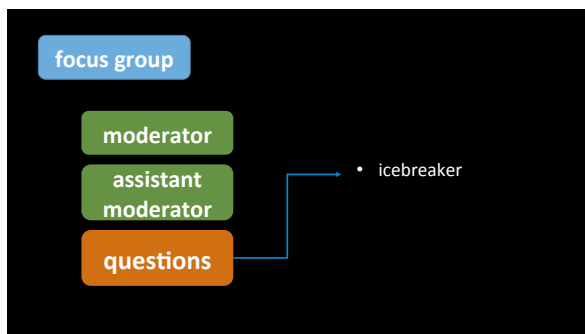 focus group
moderator
assistant
moderator
questions
• icebreaker